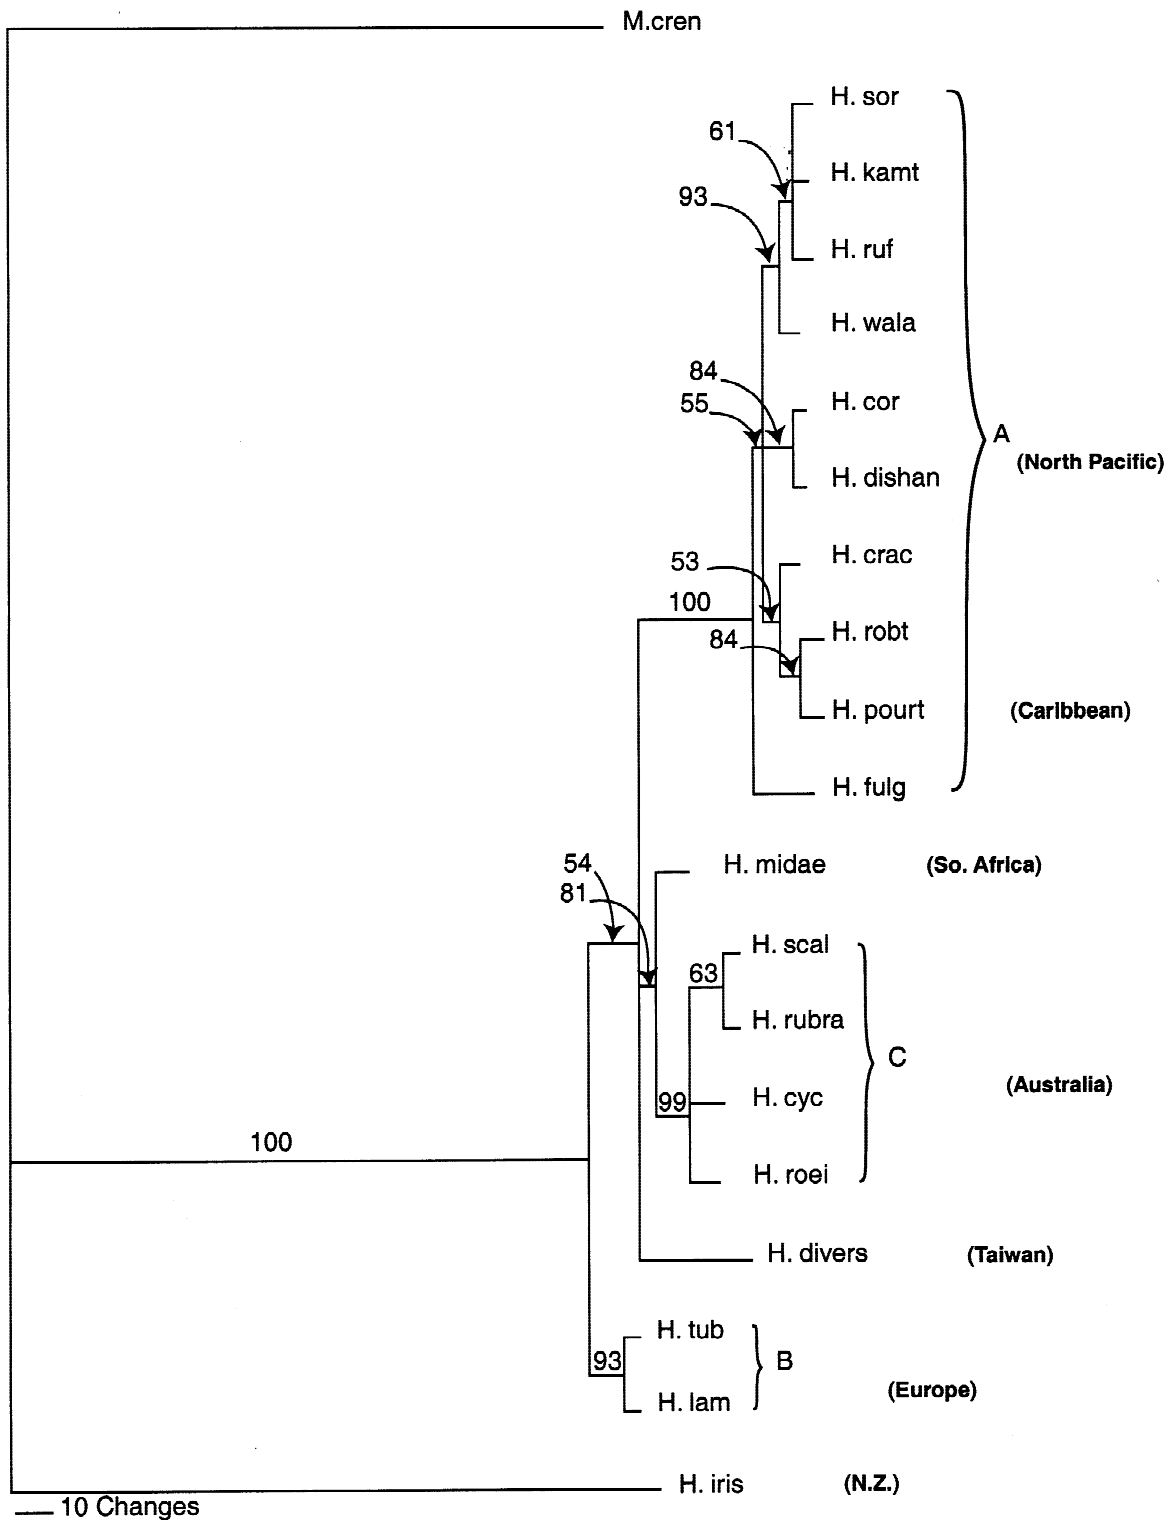 M.cren
H. sor
61
H. kamt
93
H. ruf
H. wala
84
H. cor
55
A
(North Pacific)
H. dishan
H. crac
53
100
H. robt
84
H. pourt
(Caribbean)
H. fulg
54
H. midae
(So. Africa)
81
H. scal
63
H. rubra
C
(Australia)
99
H. cyc
100
H. roei
H. divers
(Taiwan)
H. tub
93
B
(Europe)
H. lam
H. iris
(N.Z.)
10 Changes